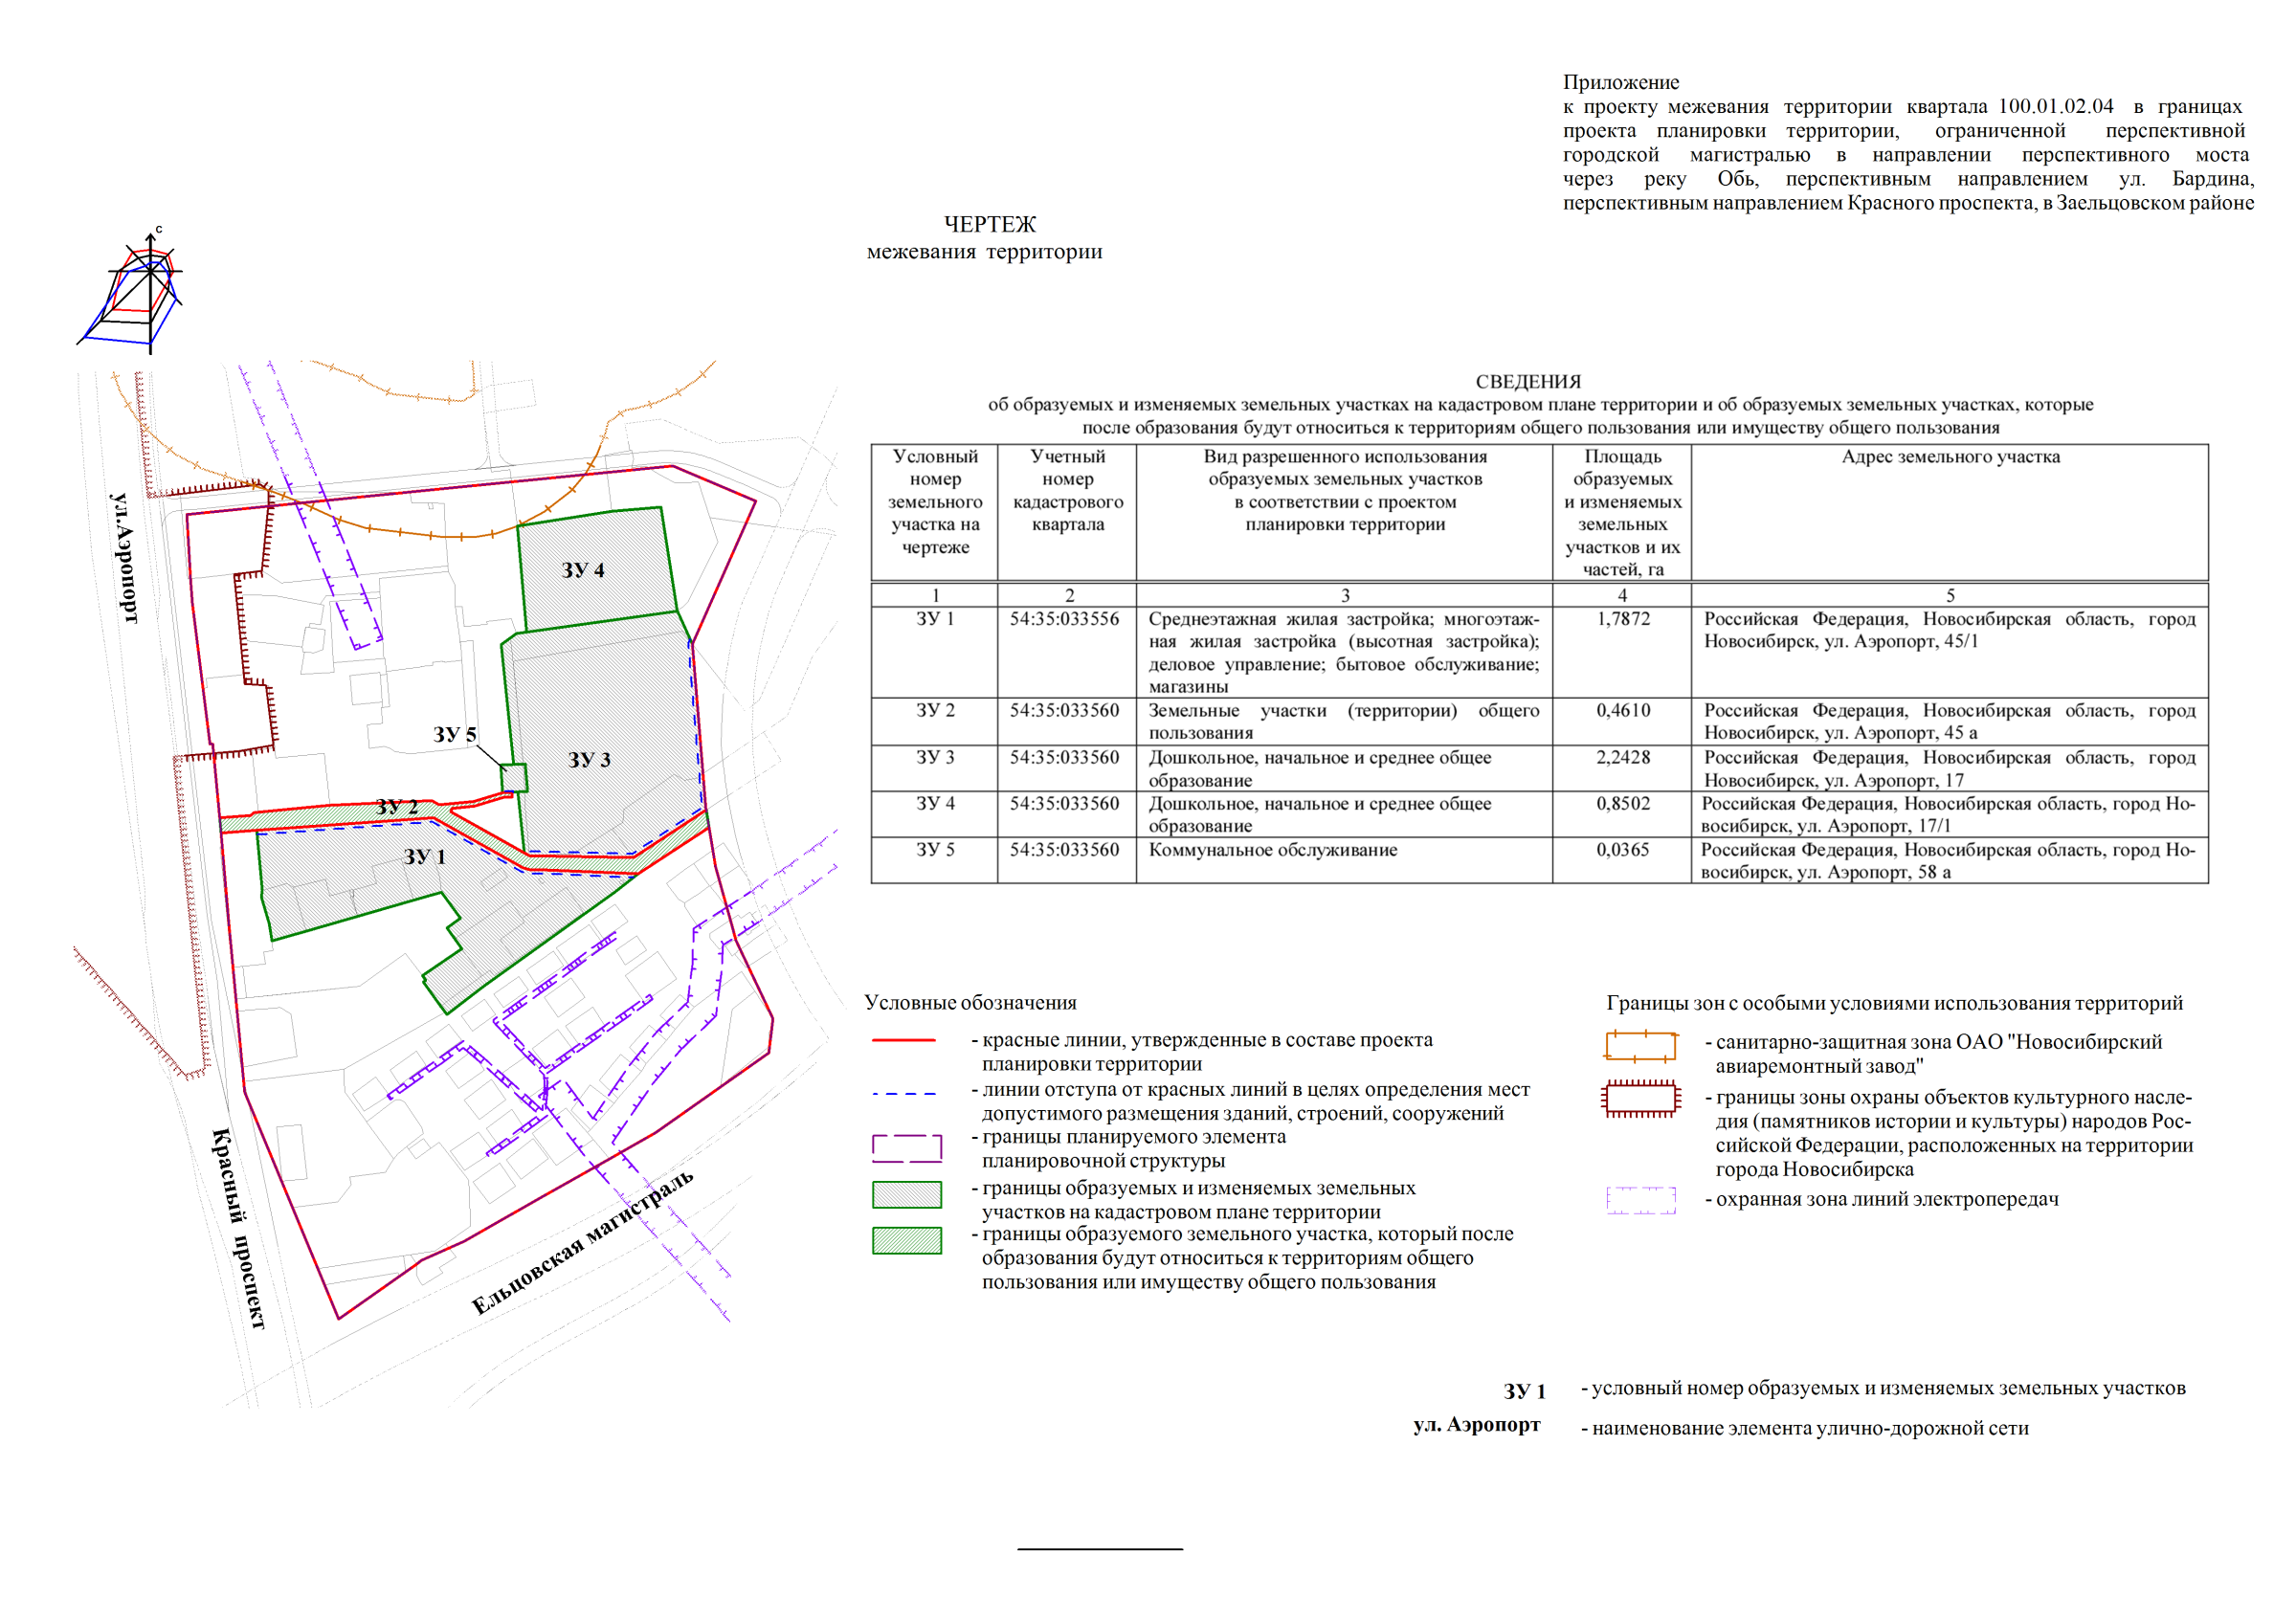 Приложение
к проекту межевания территории квартала 100.01.02.04 в границах
проекта планировки территории, ограниченной перспективной
городской магистралью в направлении перспективного моста
через реку Обь, перспективным направлением ул. Бардина,
перспективным направлением Красного проспекта, в Заельцовском районе
ЧЕРТЕЖ
межевания территории
с
ул.Аэропорт
ЗУ 4
ЗУ 5
ЗУ 3
ЗУ 2
ЗУ 1
Красный проспект
Ельцовская магистраль
СВЕДЕНИЯ
об образуемых и изменяемых земельных участках на кадастровом плане территории и об образуемых земельных участках, которые
после образования будут относиться к территориям общего пользования или имуществу общего пользования
Условный
номер
земельного
участка на
чертеже
Учетный
номер
кадастрового
квартала
Вид разрешенного использования
образуемых земельных участков
в соответствии с проектом
планировки территории
Площадь
образуемых
и изменяемых
земельных
участков и их
частей, га
Адрес земельного участка
1 2 3 4 5
ЗУ 1 54:35:033556 Среднеэтажная жилая застройка; многоэтаж- 1,7872 Российская Федерация, Новосибирская область, город
ная жилая застройка (высотная застройка); Новосибирск, ул. Аэропорт, 45/1
деловое управление; бытовое обслуживание;
магазины
ЗУ 2 54:35:033560 Земельные участки (территории) общего 0,4610 Российская Федерация, Новосибирская область, город
пользования Новосибирск, ул. Аэропорт, 45 а
ЗУ 3 54:35:033560 Дошкольное, начальное и среднее общее 2,2428 Российская Федерация, Новосибирская область, город
образование Новосибирск, ул. Аэропорт, 17
ЗУ 4 54:35:033560 Дошкольное, начальное и среднее общее 0,8502 Российская Федерация, Новосибирская область, город Но-
образование восибирск, ул. Аэропорт, 17/1
ЗУ 5 54:35:033560 Коммунальное обслуживание 0,0365 Российская Федерация, Новосибирская область, город Но-
восибирск, ул. Аэропорт, 58 а
Условные обозначения
- красные линии, утвержденные в составе проекта
планировки территории
- линии отступа от красных линий в целях определения мест
допустимого размещения зданий, строений, сооружений
- границы планируемого элемента
планировочной структуры
- границы образуемых и изменяемых земельных
участков на кадастровом плане территории
- границы образуемого земельного участка, который после
образования будут относиться к территориям общего
пользования или имуществу общего пользования
Границы зон с особыми условиями использования территорий
- санитарно-защитная зона ОАО "Новосибирский
авиаремонтный завод"
- границы зоны охраны объектов культурного насле-
дия (памятников истории и культуры) народов Рос-
сийской Федерации, расположенных на территории
города Новосибирска
- охранная зона линий электропередач
ЗУ 1 - условный номер образуемых и изменяемых земельных участков
ул. Аэропорт - наименование элемента улично-дорожной сети